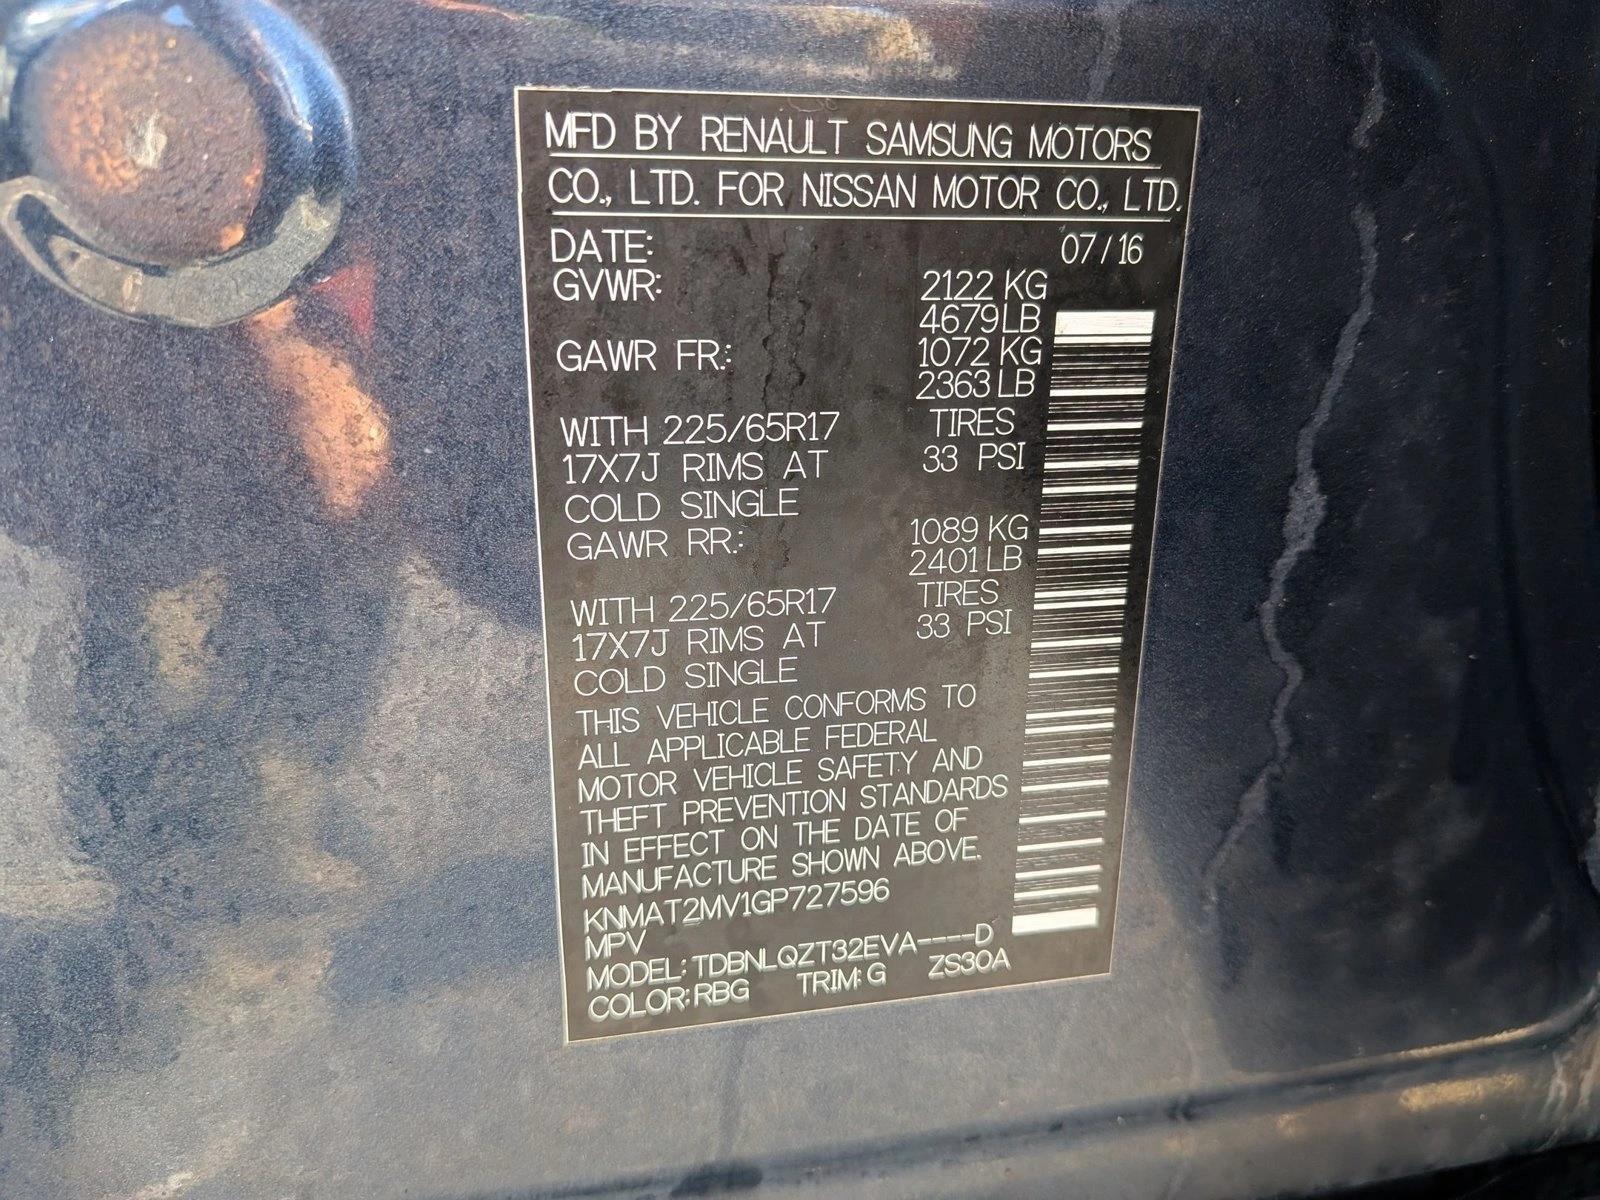 MFD BY RENAULT SAMSUNG MOTORS
CO., LTD. FOR NISSAN MOTOR CO., LTD.
DATE: 07/16
GVWR: 2122 KG
4679 LB
GAWR FR.: 1072 KG
2363 LB
WITH 225/65R17 TIRES
17X7J RIMS AT 33 PSI
COLD SINGLE
GAWR RR.: 1089 KG
2401 LB
WITH 225/65R17 TIRES
17X7J RIMS AT 33 PSI
COLD SINGLE
THIS VEHICLE CONFORMS TO
ALL APPLICABLE FEDERAL
MOTOR VEHICLE SAFETY AND
THEFT PREVENTION STANDARDS
IN EFFECT ON THE DATE OF
MANUFACTURE SHOWN ABOVE.
KNMAT2MV1GP727596
MPV
MODEL: TDBNLQZT32EVA----D
COLOR: RBG TRIM: G ZS30A